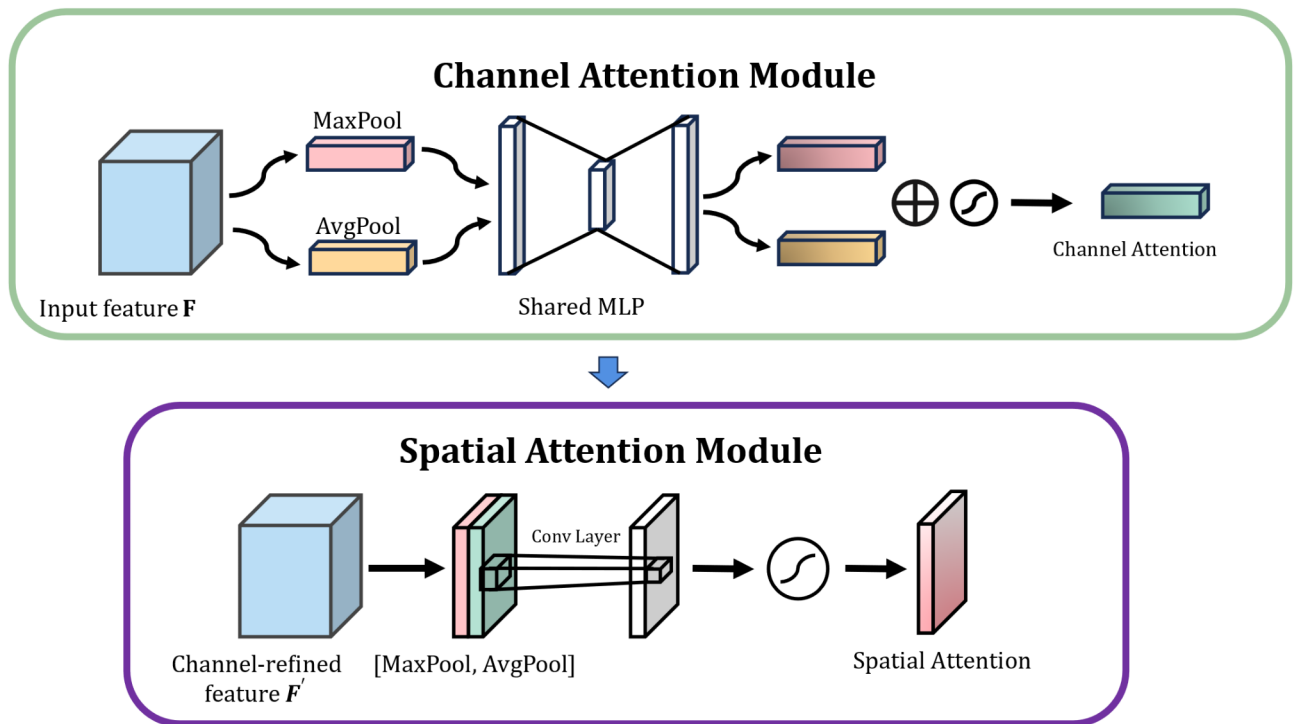 Channel Attention Module
MaxPool
AvgPool
Input feature F
Shared MLP
Channel Attention
Spatial Attention Module
Conv Layer
Channel-refined
feature F′
[MaxPool, AvgPool]
Spatial Attention